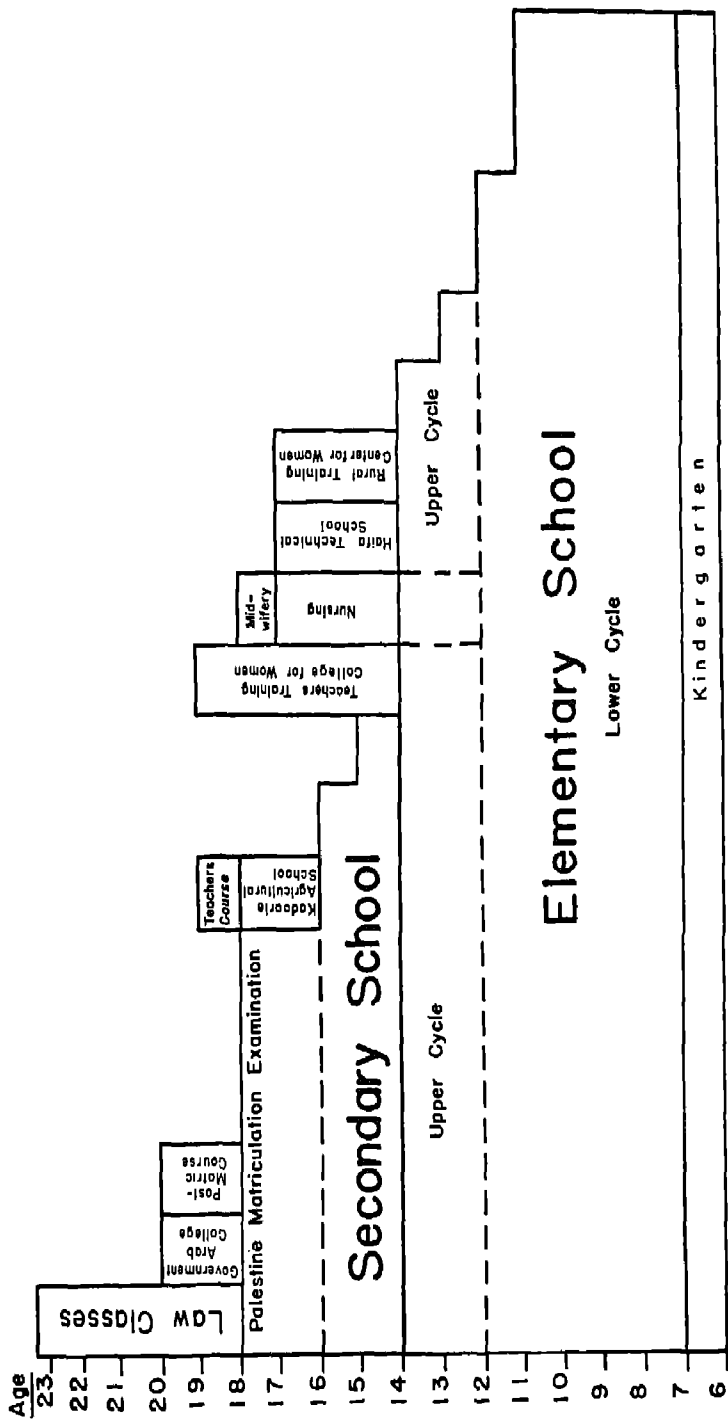 Age
23
22
21
20
19
18
17
16
15
14
13
12
11
10
9
8
7
6
Law Classes
Government
Arab
College
Post-
Matric
Course
Palestine Matriculation Examination
Teachers
Course
Kadoorie
Agricultural
School
Teachers Training
College for Women
Mid-
wifery
Nursing
Haifa Technical
School
Rural Training
Center for Women
Secondary School
Upper Cycle
Upper Cycle
Elementary School
Lower Cycle
Kindergarten